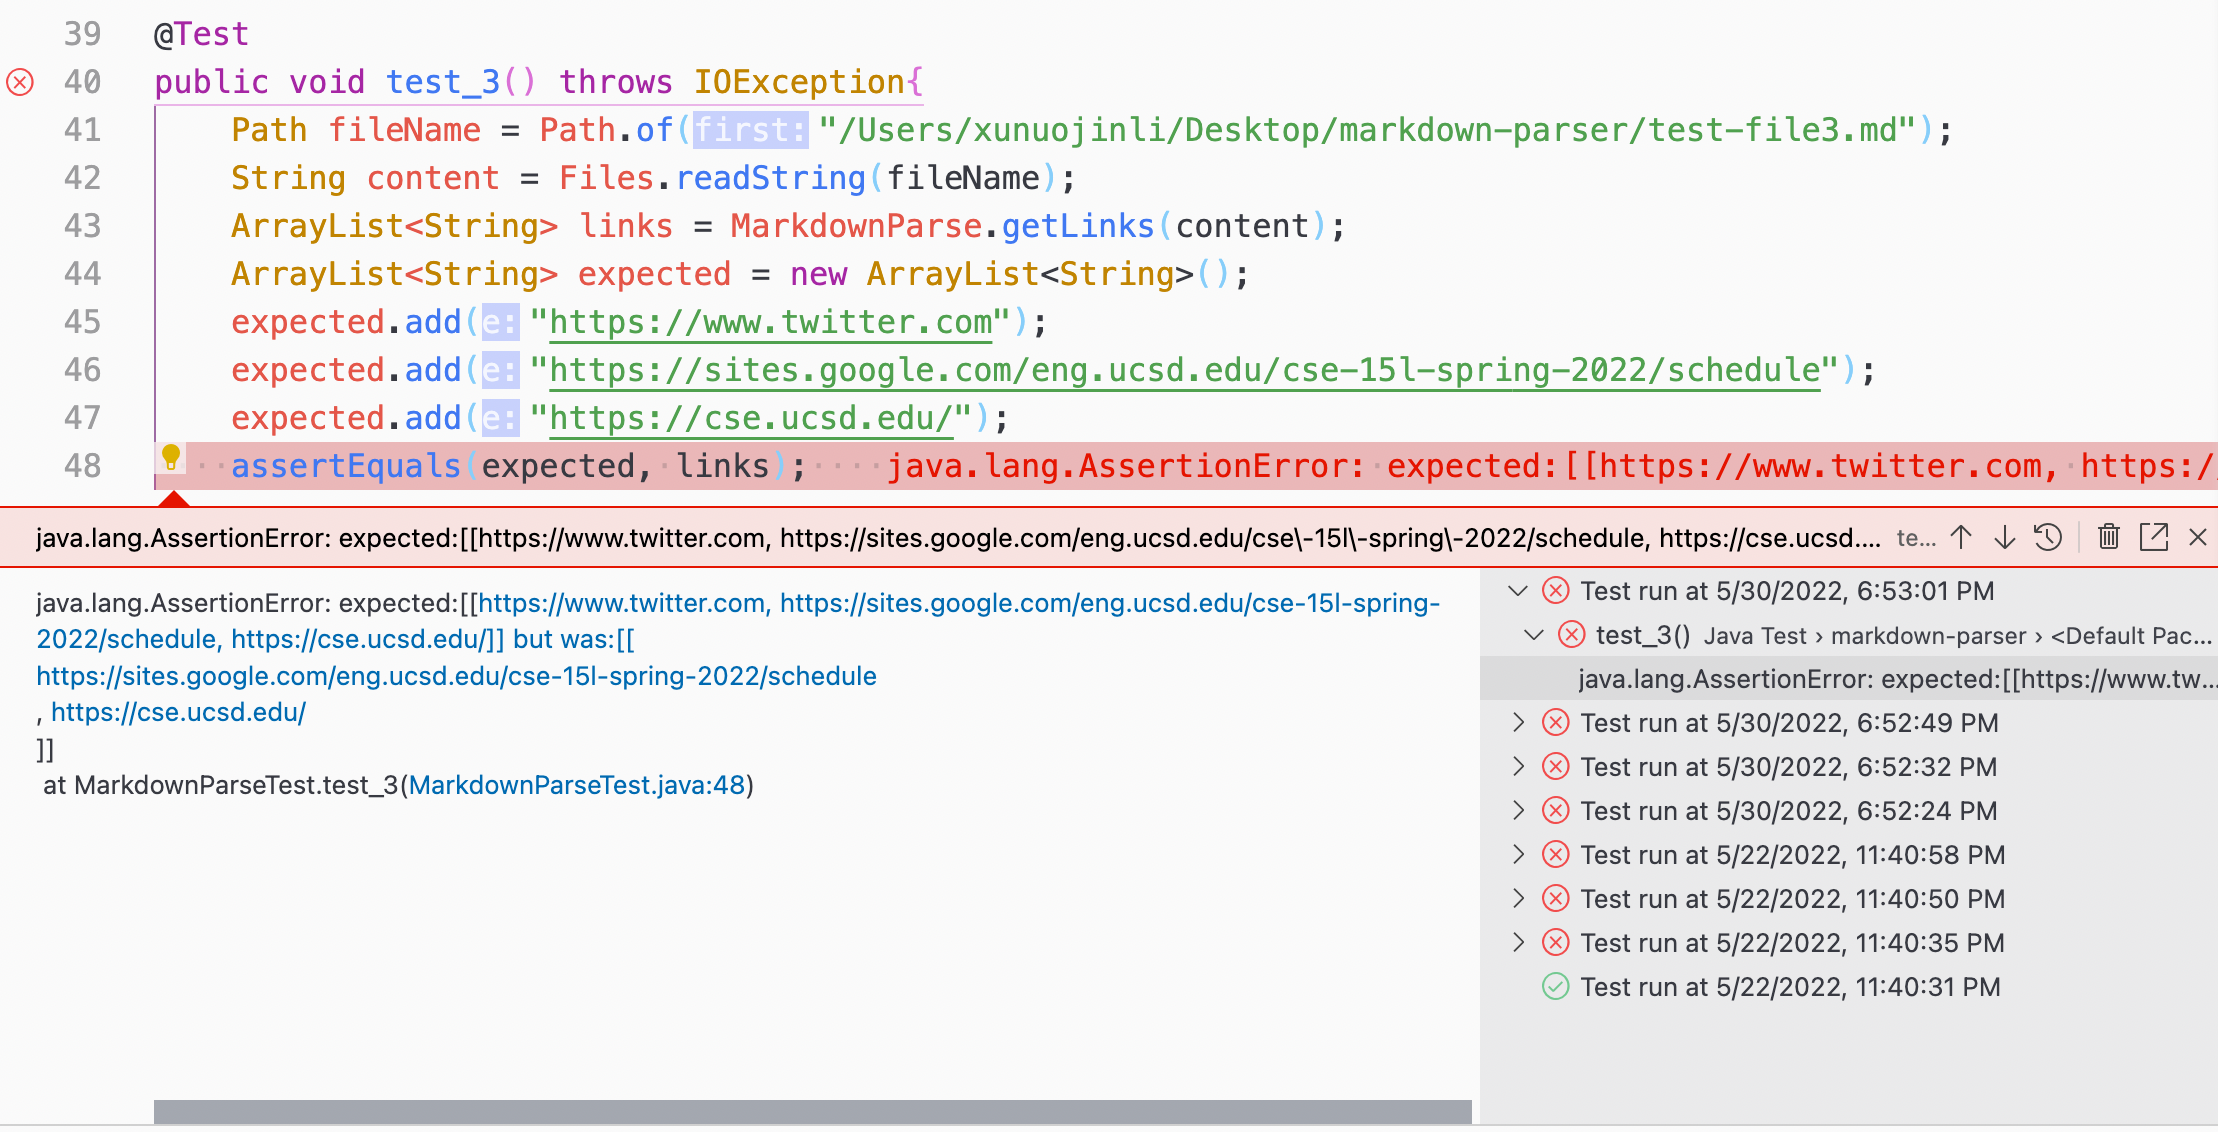 39 @Test
40 public void test_3() throws IOException{
41 Path fileName = Path.of(first: "/Users/xunuojinli/Desktop/markdown-parser/test-file3.md");
42 String content = Files.readString(fileName);
43 ArrayList<String> links = MarkdownParse.getLinks(content);
44 ArrayList<String> expected = new ArrayList<String>();
45 expected.add(e: "https://www.twitter.com");
46 expected.add(e: "https://sites.google.com/eng.ucsd.edu/cse-15l-spring-2022/schedule");
47 expected.add(e: "https://cse.ucsd.edu/");
48 ····assertEquals(expected,·links);····java.lang.AssertionError:·expected:[[https://www.twitter.com,·https:/
java.lang.AssertionError: expected:[[https://www.twitter.com, https://sites.google.com/eng.ucsd.edu/cse\-15l\-spring\-2022/schedule, https://cse.ucsd.... te...
java.lang.AssertionError: expected:[[https://www.twitter.com, https://sites.google.com/eng.ucsd.edu/cse-15l-spring-
2022/schedule, https://cse.ucsd.edu/]] but was:[[
https://sites.google.com/eng.ucsd.edu/cse-15l-spring-2022/schedule
, https://cse.ucsd.edu/
]]
at MarkdownParseTest.test_3(MarkdownParseTest.java:48)
Test run at 5/30/2022, 6:53:01 PM
test_3() Java Test › markdown-parser › <Default Pac...
java.lang.AssertionError: expected:[[https://www.tw...
Test run at 5/30/2022, 6:52:49 PM
Test run at 5/30/2022, 6:52:32 PM
Test run at 5/30/2022, 6:52:24 PM
Test run at 5/22/2022, 11:40:58 PM
Test run at 5/22/2022, 11:40:50 PM
Test run at 5/22/2022, 11:40:35 PM
Test run at 5/22/2022, 11:40:31 PM